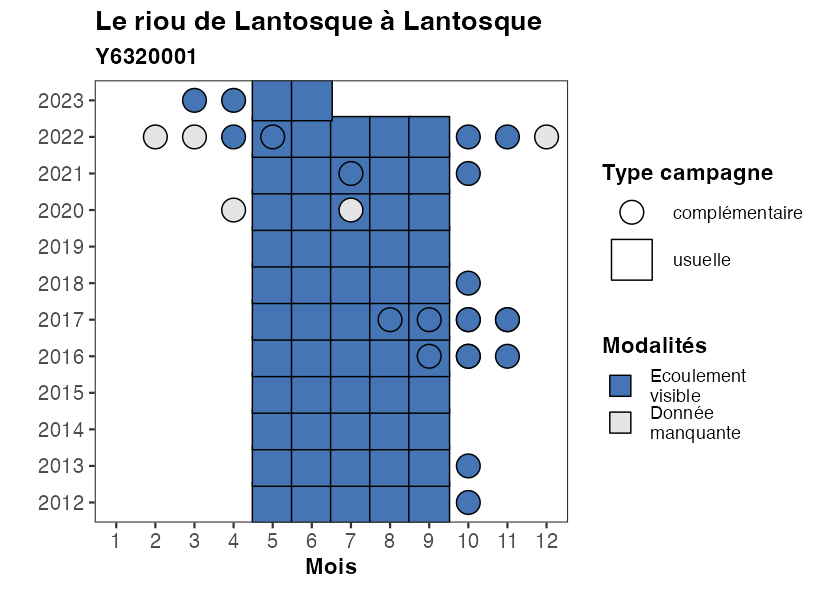 Le riou de Lantosque à Lantosque
Y6320001
2023
2022
2021
2020
2019
2018
2017
2016
2015
2014
2013
2012
1 2 3 4 5 6 7 8 9 10 11 12
Mois
Type campagne
complémentaire
usuelle
Modalités
Ecoulement
visible
Donnée
manquante